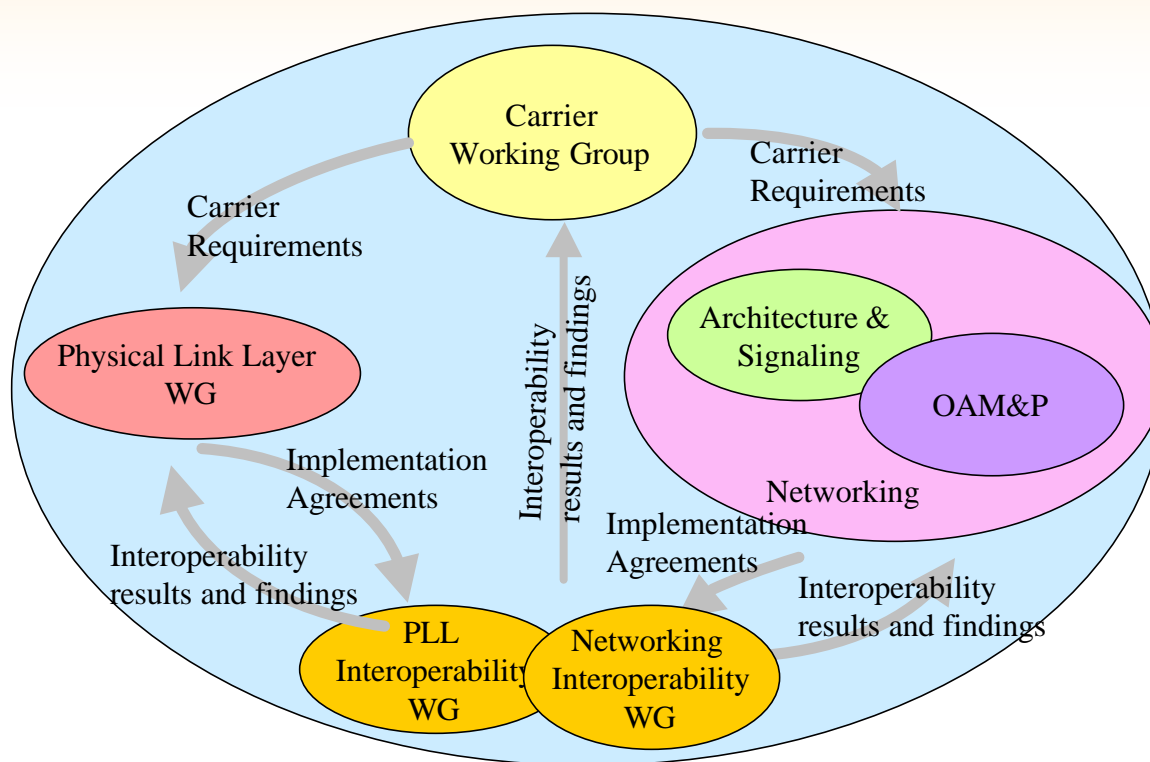 Carrier
Working Group
Carrier
Requirements
Carrier
Requirements
Architecture &
Signaling
OAM&P
Networking
Physical Link Layer
WG
Interoperability
results and findings
Implementation
Agreements
Interoperability
results and findings
Implementation
Agreements
Interoperability
results and findings
PLL
Interoperability
WG
Networking
Interoperability
WG